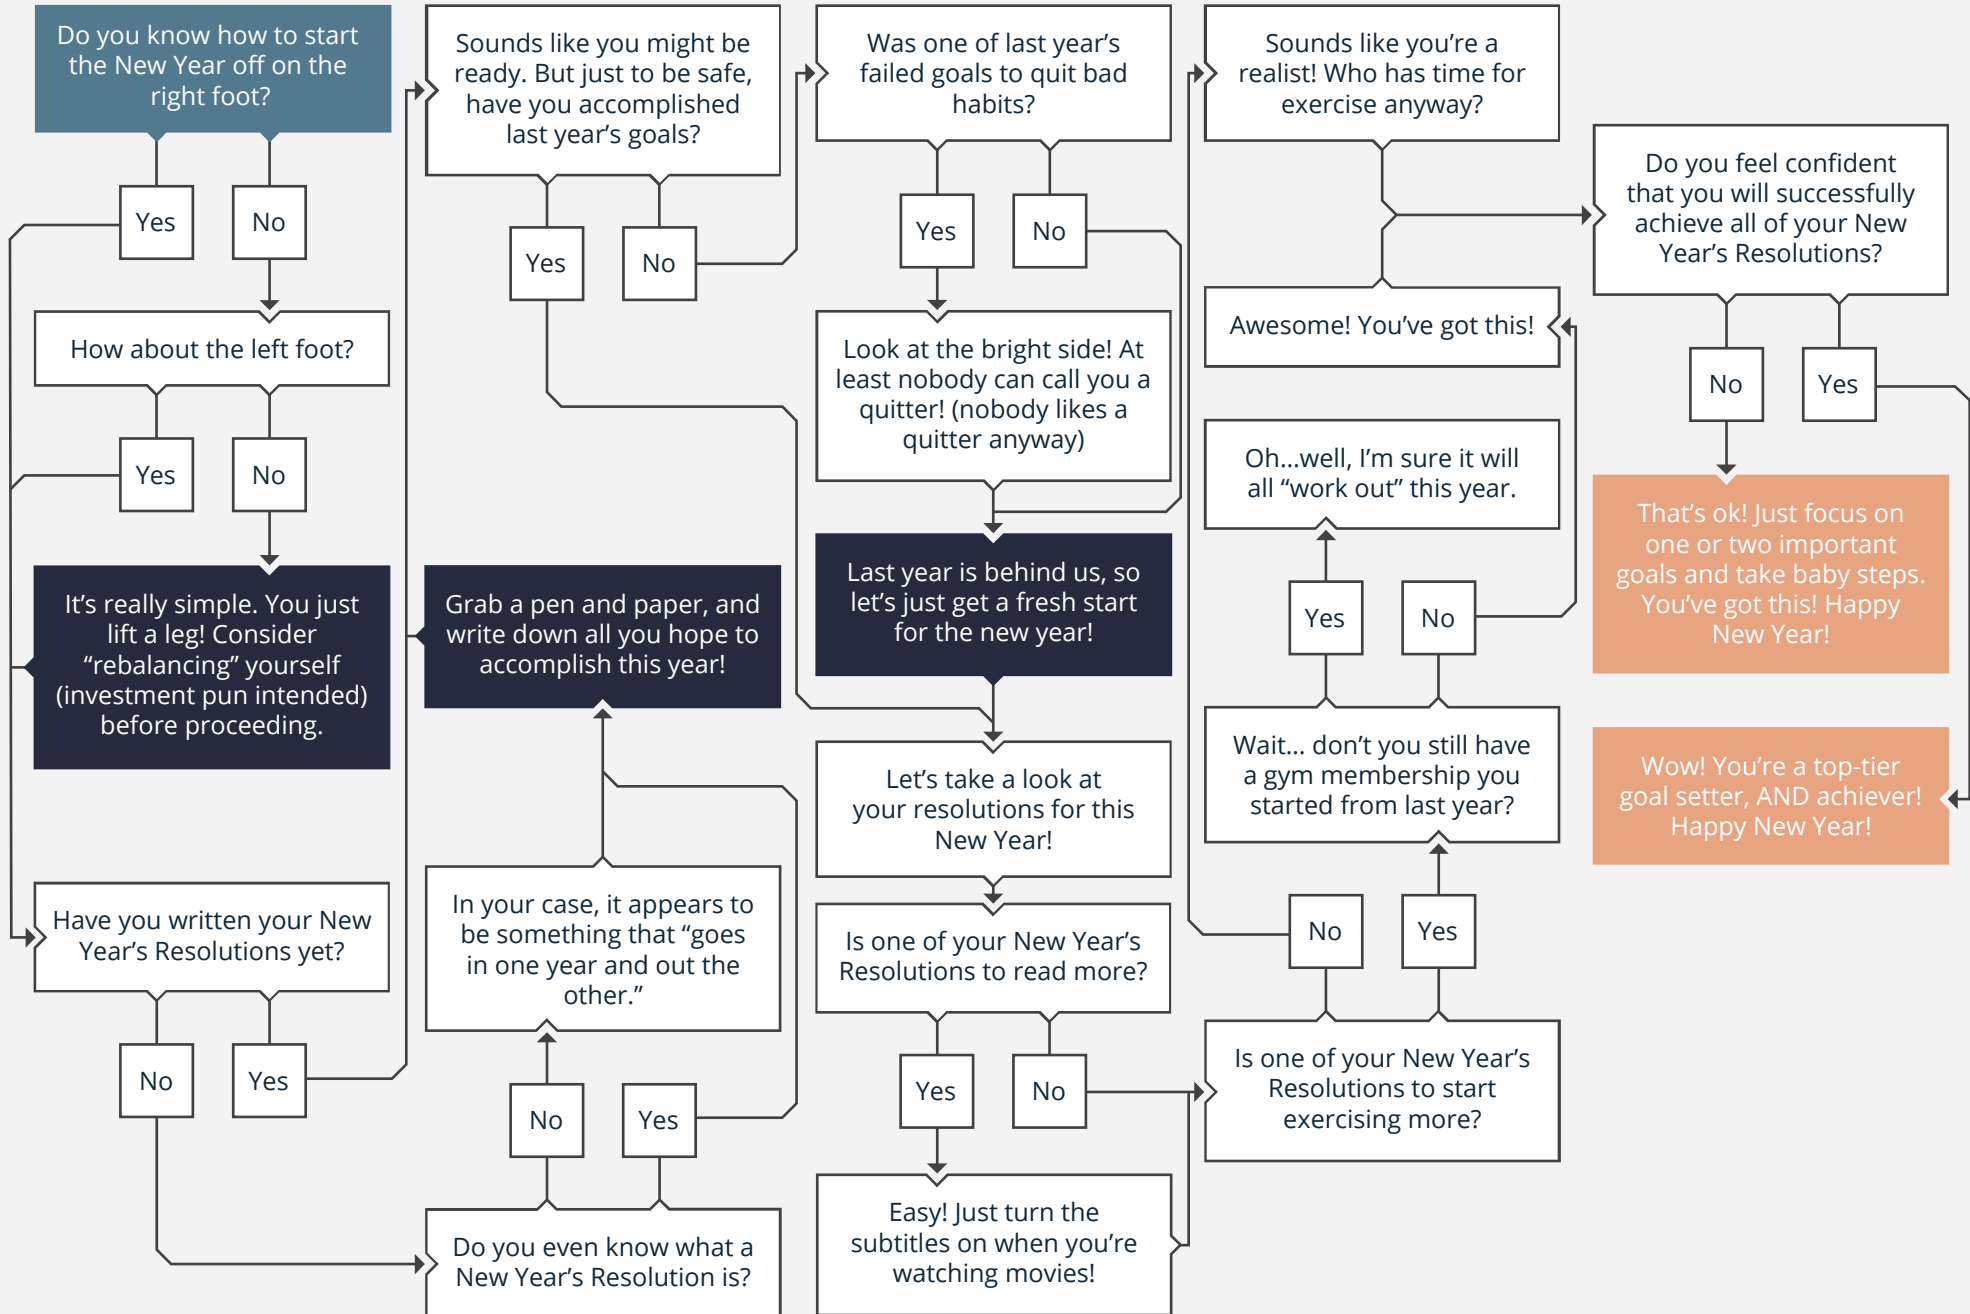 Do you know how to start
the New Year off on the
right foot?
Yes
No
How about the left foot?
Yes
No
It’s really simple. You just
lift a leg! Consider
“rebalancing” yourself
(investment pun intended)
before proceeding.
Have you written your New
Year’s Resolutions yet?
No
Yes
Sounds like you might be
ready. But just to be safe,
have you accomplished
last year’s goals?
Yes
No
Grab a pen and paper, and
write down all you hope to
accomplish this year!
In your case, it appears to
be something that “goes
in one year and out the
other.”
No
Yes
Do you even know what a
New Year’s Resolution is?
Was one of last year’s
failed goals to quit bad
habits?
Yes
No
Look at the bright side! At
least nobody can call you a
quitter! (nobody likes a
quitter anyway)
Last year is behind us, so
let’s just get a fresh start
for the new year!
Let’s take a look at
your resolutions for this
New Year!
Is one of your New Year’s
Resolutions to read more?
Yes
No
Easy! Just turn the
subtitles on when you’re
watching movies!
Sounds like you’re a
realist! Who has time for
exercise anyway?
Awesome! You’ve got this!
Oh...well, I’m sure it will
all “work out” this year.
Yes
No
Wait... don’t you still have
a gym membership you
started from last year?
No
Yes
Is one of your New Year’s
Resolutions to start
exercising more?
Do you feel confident
that you will successfully
achieve all of your New
Year’s Resolutions?
No
Yes
That’s ok! Just focus on
one or two important
goals and take baby steps.
You’ve got this! Happy
New Year!
Wow! You’re a top-tier
goal setter, AND achiever!
Happy New Year!